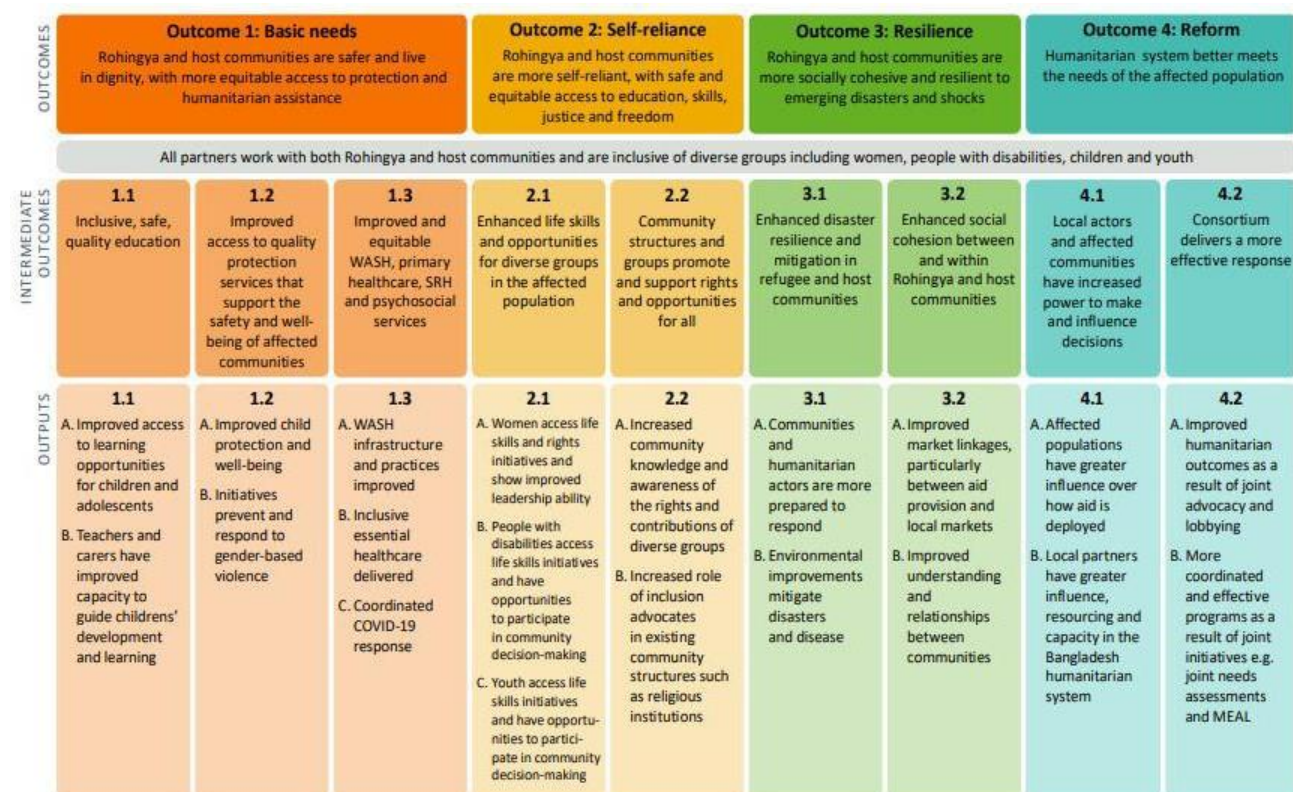 OUTCOMES
Outcome 1: Basic needs
Rohingya and host communities are safer and live
in dignity, with more equitable access to protection and
humanitarian assistance
Outcome 2: Self-reliance
Rohingya and host communities
are more self-reliant, with safe and
equitable access to education, skills,
justice and freedom
Outcome 3: Resilience
Rohingya and host communities are
more socially cohesive and resilient to
emerging disasters and shocks
Outcome 4: Reform
Humanitarian system better meets
the needs of the affected population
All partners work with both Rohingya and host communities and are inclusive of diverse groups including women, people with disabilities, children and youth
INTERMEDIATE
OUTCOMES
1.1
Inclusive, safe,
quality education
1.2
Improved
access to quality
protection
services that
support the
safety and well-
being of affected
communities
1.3
Improved and
equitable
WASH, primary
healthcare, SRH
and psychosocial
services
2.1
Enhanced life skills
and opportunities
for diverse groups
in the affected
population
2.2
Community
structures and
groups promote
and support rights
and opportunities
for all
3.1
Enhanced disaster
resilience and
mitigation in
refugee and host
communities
3.2
Enhanced social
cohesion between
and within
Rohingya and host
communities
4.1
Local actors
and affected
communities
have increased
power to make
and influence
decisions
4.2
Consortium
delivers a more
effective response
OUTPUTS
1.1
A. Improved access
to learning
opportunities
for children and
adolescents
B. Teachers and
carers have
improved
capacity to
guide childrens’
development
and learning
1.2
A. Improved child
protection and
well-being
B. Initiatives
prevent and
respond to
gender-based
violence
1.3
A. WASH
infrastructure
and practices
improved
B. Inclusive
essential
healthcare
delivered
C. Coordinated
COVID-19
response
2.1
A. Women access life
skills and rights
initiatives and
show improved
leadership ability
B. People with
disabilities access
life skills initiatives
and have
opportunities
to participate
in community
decision-making
C. Youth access life
skills initiatives
and have opportu-
nities to partici-
pate in community
decision-making
2.2
A. Increased
community
knowledge and
awareness of
the rights and
contributions of
diverse groups
B. Increased role
of inclusion
advocates
in existing
community
structures such
as religious
institutions
3.1
A. Communities
and
humanitarian
actors are more
prepared to
respond
B. Environmental
improvements
mitigate
disasters
and disease
3.2
A. Improved
market linkages,
particularly
between aid
provision and
local markets
B. Improved
understanding
and
relationships
between
communities
4.1
A. Affected
populations
have greater
influence over
how aid is
deployed
B. Local partners
have greater
influence,
resourcing and
capacity in the
Bangladesh
humanitarian
system
4.2
A. Improved
humanitarian
outcomes as a
result of joint
advocacy and
lobbying
B. More
coordinated
and effective
programs as a
result of joint
initiatives e.g.
joint needs
assessments
and MEAL